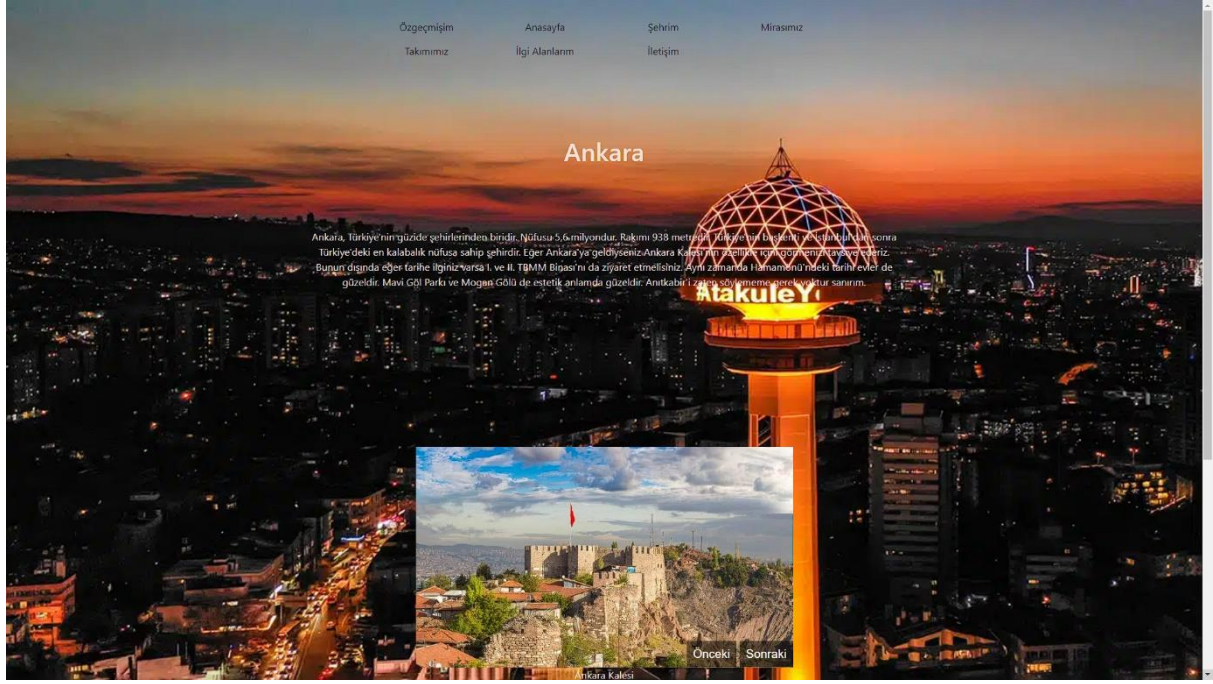 Özgeçmişim Anasayfa Şehrim Mirasımız
Takımımız İlgi Alanlarım İletişim
Ankara
Ankara, Türkiye'nin güzide şehirlerinden biridir. Nüfusu 5,6 milyondur. Rakımı 938 metredir. Türkiye'nin başkenti ve İstanbul'dan sonra
Türkiye'deki en kalabalık nüfusa sahip şehirdir. Eğer Ankara'ya geldiyseniz Ankara Kalesi'nin özellikle içini görmenizi tavsiye ederiz.
Bunun dışında eğer tarihe ilginiz varsa I. ve II. TBMM Binası'nı da ziyaret etmelisiniz. Aynı zamanda Hamamönü'ndeki tarihi evler de
güzeldir. Mavi Göl Parkı ve Mogan Gölü de estetik anlamda güzeldir. Anıtkabir'i zaten söylememe gerek yoktur sanırım.
#AtakuleY
Önceki Sonraki
Ankara Kalesi